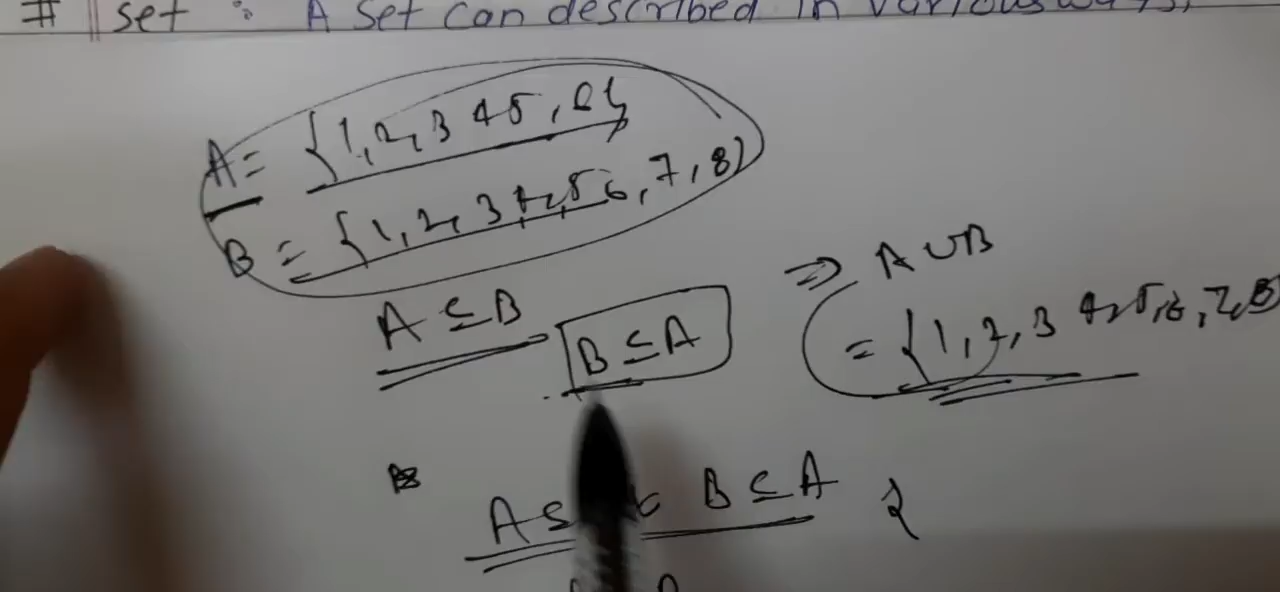 # set : A set can described in various ways,
A = {1, 2, 3 4 5, 6}
B = {1, 2, 3, 4, 5 6, 7, 8}
A ⊆ B
B ⊆ A
⇒ A ∪ B
= {1, 2, 3 4, 5, 6, 7, 8
A ⊆ B ⊆ A